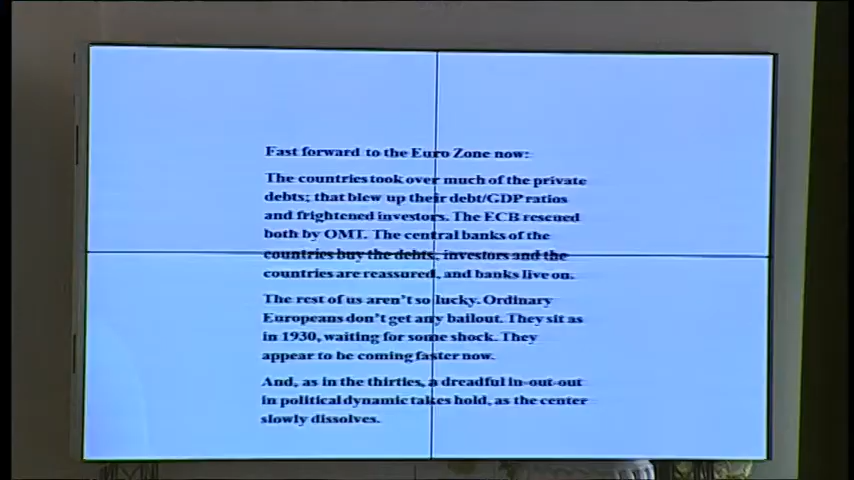 Fast forward to the Euro Zone now:
The countries took over much of the private
debts; that blew up their debt/GDP ratios
and frightened investors. The ECB rescued
both by OMT. The central banks of the
countries buy the debts, investors and the
countries are reassured, and banks live on.
The rest of us aren't so lucky. Ordinary
Europeans don't get any bailout. They sit as
in 1930, waiting for some shock. They
appear to be coming faster now.
And, as in the thirties, a dreadful in-out-out
in political dynamic takes hold, as the center
slowly dissolves.